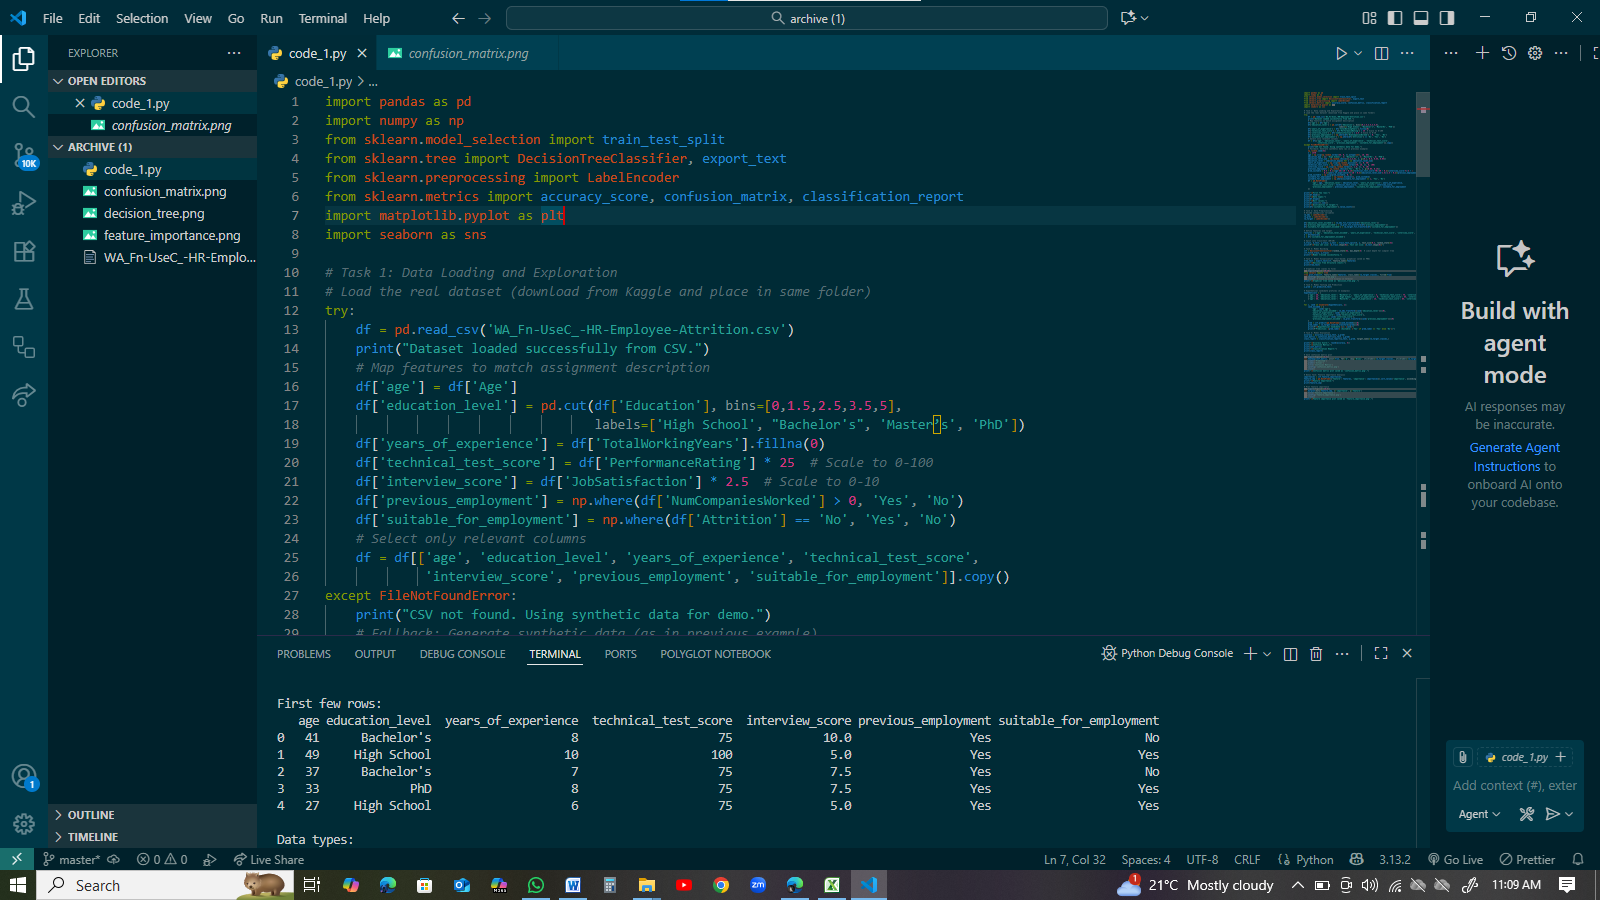 File Edit Selection View Go Run Terminal Help
archive (1)
EXPLORER
OPEN EDITORS
code_1.py
confusion_matrix.png
ARCHIVE (1)
code_1.py
confusion_matrix.png
decision_tree.png
feature_importance.png
WA_Fn-UseC_-HR-Emplo...
10K
1
OUTLINE
TIMELINE
code_1.py
confusion_matrix.png
code_1.py > ...
1 import pandas as pd
2 import numpy as np
3 from sklearn.model_selection import train_test_split
4 from sklearn.tree import DecisionTreeClassifier, export_text
5 from sklearn.preprocessing import LabelEncoder
6 from sklearn.metrics import accuracy_score, confusion_matrix, classification_report
7 import matplotlib.pyplot as plt
8 import seaborn as sns
9
10 # Task 1: Data Loading and Exploration
11 # Load the real dataset (download from Kaggle and place in same folder)
12 try:
13 df = pd.read_csv('WA_Fn-UseC_-HR-Employee-Attrition.csv')
14 print("Dataset loaded successfully from CSV.")
15 # Map features to match assignment description
16 df['age'] = df['Age']
17 df['education_level'] = pd.cut(df['Education'], bins=[0,1.5,2.5,3.5,5],
18 labels=['High School', "Bachelor's", 'Master’s', 'PhD'])
19 df['years_of_experience'] = df['TotalWorkingYears'].fillna(0)
20 df['technical_test_score'] = df['PerformanceRating'] * 25 # Scale to 0-100
21 df['interview_score'] = df['JobSatisfaction'] * 2.5 # Scale to 0-10
22 df['previous_employment'] = np.where(df['NumCompaniesWorked'] > 0, 'Yes', 'No')
23 df['suitable_for_employment'] = np.where(df['Attrition'] == 'No', 'Yes', 'No')
24 # Select only relevant columns
25 df = df[['age', 'education_level', 'years_of_experience', 'technical_test_score',
26 'interview_score', 'previous_employment', 'suitable_for_employment']].copy()
27 except FileNotFoundError:
28 print("CSV not found. Using synthetic data for demo.")
29 # Fallback: Generate synthetic data (as in previous example)
PROBLEMS OUTPUT DEBUG CONSOLE TERMINAL PORTS POLYGLOT NOTEBOOK
Python Debug Console
First few rows:
age education_level years_of_experience technical_test_score interview_score previous_employment suitable_for_employment
0 41 Bachelor's 8 75 10.0 Yes No
1 49 High School 10 100 5.0 Yes Yes
2 37 Bachelor's 7 75 7.5 Yes No
3 33 PhD 8 75 7.5 Yes Yes
4 27 High School 6 75 5.0 Yes Yes
Data types:
Build with
agent
mode
AI responses may
be inaccurate.
Generate Agent
Instructions to
onboard AI onto
your codebase.
code_1.py
Add context (#), exter
Agent
master* 0 0 Live Share Ln 7, Col 32 Spaces: 4 UTF-8 CRLF Python 3.13.2 Go Live Prettier
Search 1 21°C Mostly cloudy 11:09 AM